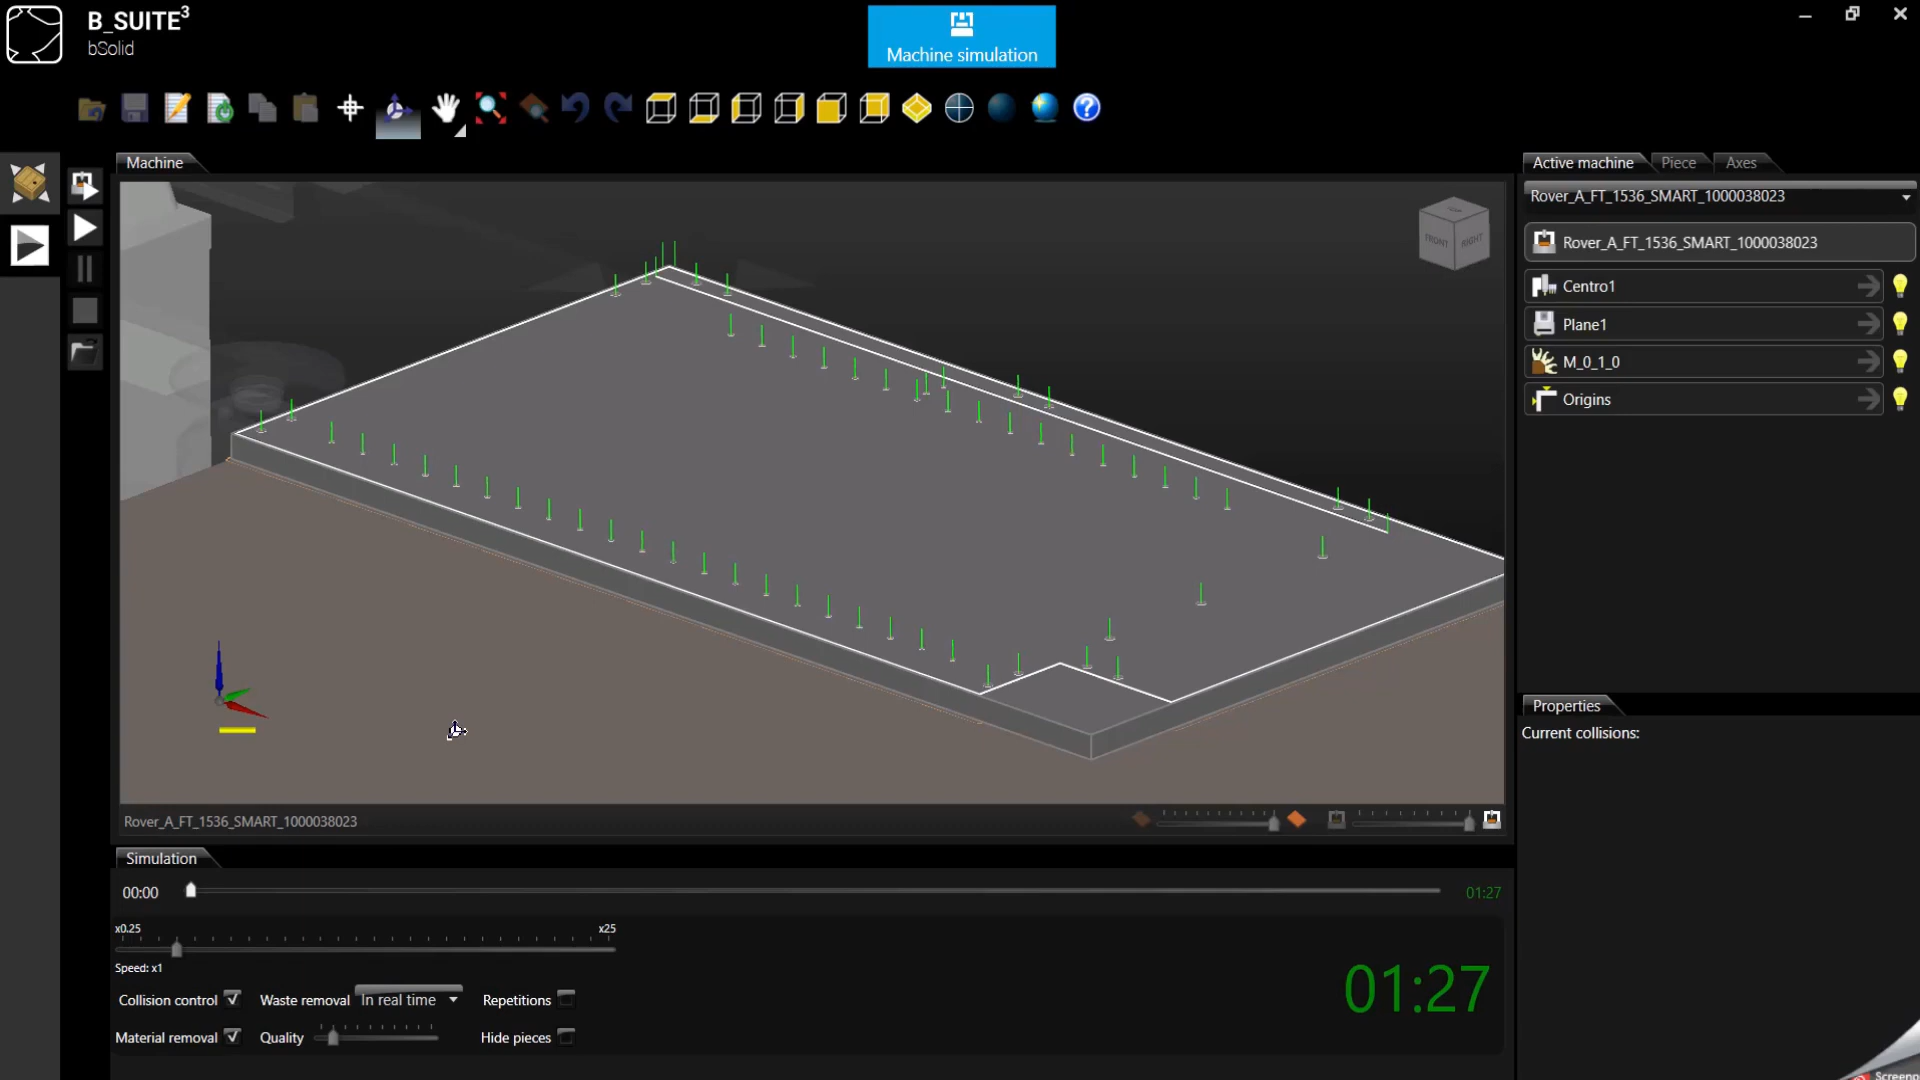 B_SUITE³
bSolid
Machine simulation
Machine
FRONT
RIGHT
Rover_A_FT_1536_SMART_1000038023
Active machine
Piece
Axes
Rover_A_FT_1536_SMART_1000038023
Rover_A_FT_1536_SMART_1000038023
Centro1
Plane1
M_0_1_0
Origins
Properties
Current collisions:
Simulation
00:00
01:27
x0.25
x25
Speed: x1
Collision control
Waste removal
In real time
Repetitions
Material removal
Quality
Hide pieces
01:27